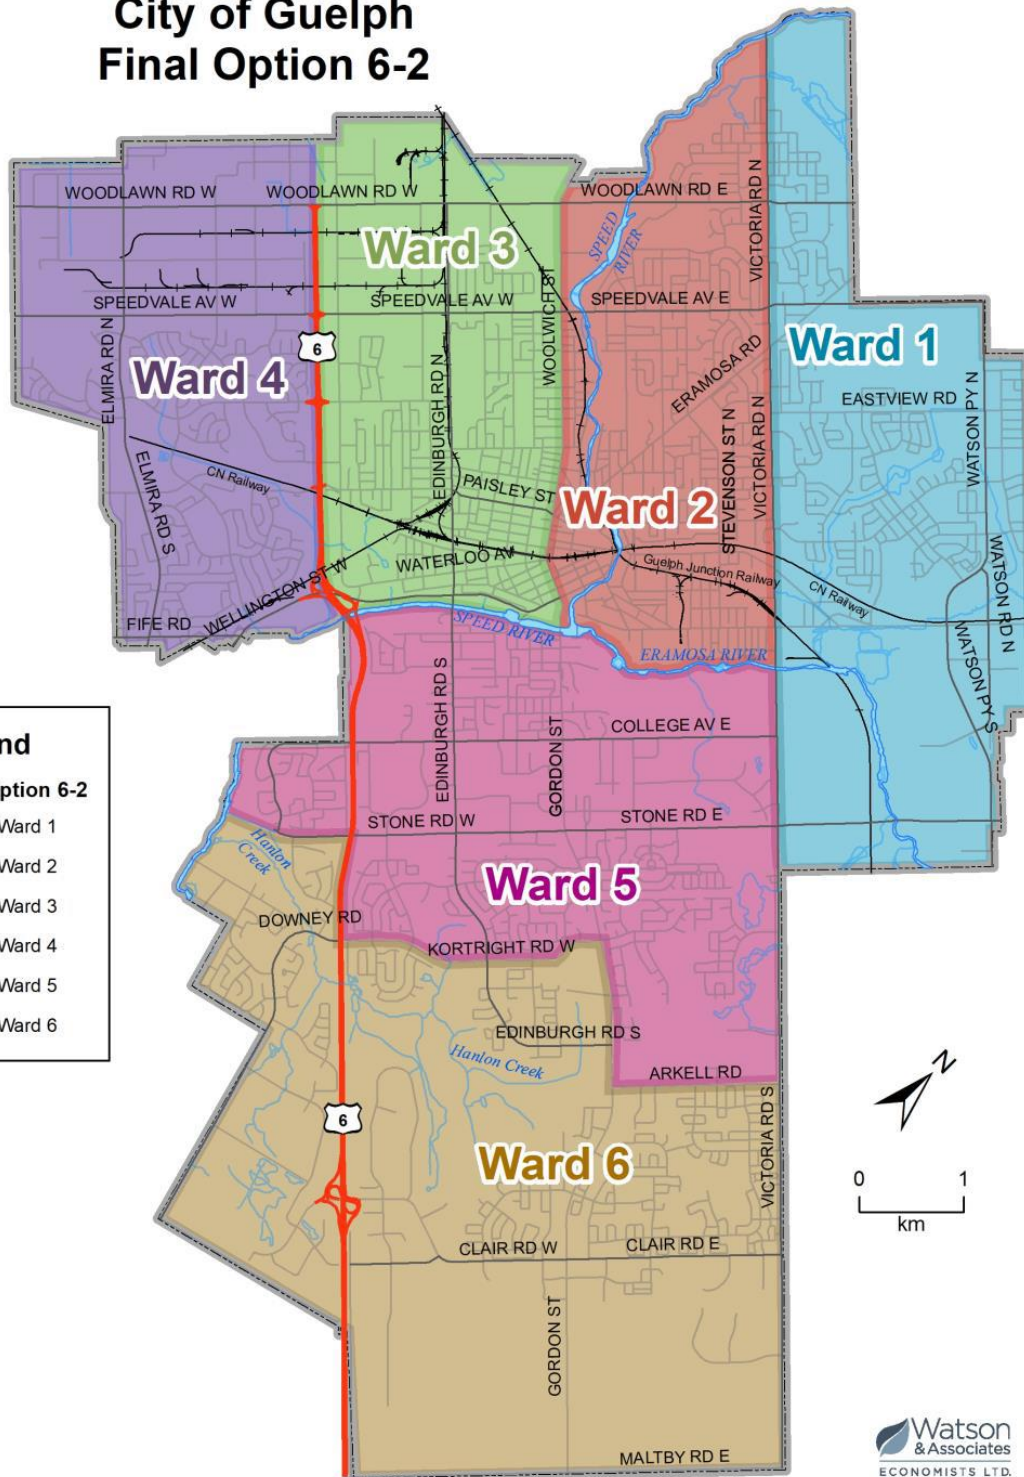 City of Guelph
Final Option 6-2
WOODLAWN RD W
WOODLAWN RD W
WOODLAWN RD E
VICTORIA RD N
SPEED
RIVER
Ward 3
SPEEDVALE AV W
SPEEDVALE AV W
SPEEDVALE AV E
WOOLWICH ST
ELMIRA RD N
6
Ward 4
Ward 1
ERAMOSA RD
EDINBURGH RD N
EASTVIEW RD
WATSON PY N
STEVENSON ST N
VICTORIA RD N
CN Railway
ELMIRA RD S
PAISLEY ST
Ward 2
WATERLOO AV
Guelph Junction Railway
CN Railway
WATSON RD N
WELLINGTON ST W
FIFE RD
SPEED RIVER
ERAMOSA RIVER
WATSON PY S
EDINBURGH RD S
GORDON ST
COLLEGE AV E
nd
ption 6-2
Ward 1
Ward 2
Ward 3
Ward 4
Ward 5
Ward 6
STONE RD W
STONE RD E
Hanlon
Creek
Ward 5
DOWNEY RD
KORTRIGHT RD W
EDINBURGH RD S
Hanlon Creek
ARKELL RD
N
6
VICTORIA RD S
Ward 6
0 1
km
CLAIR RD W
CLAIR RD E
GORDON ST
MALTBY RD E
Watson
& Associates
ECONOMISTS LTD.